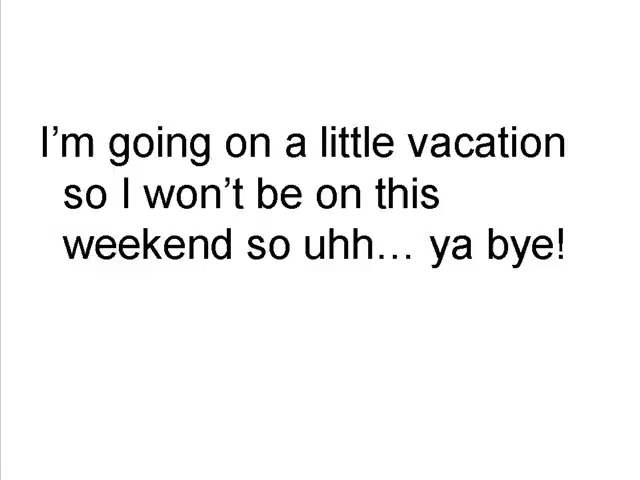 I’m going on a little vacation
so I won’t be on this
weekend so uhh… ya bye!